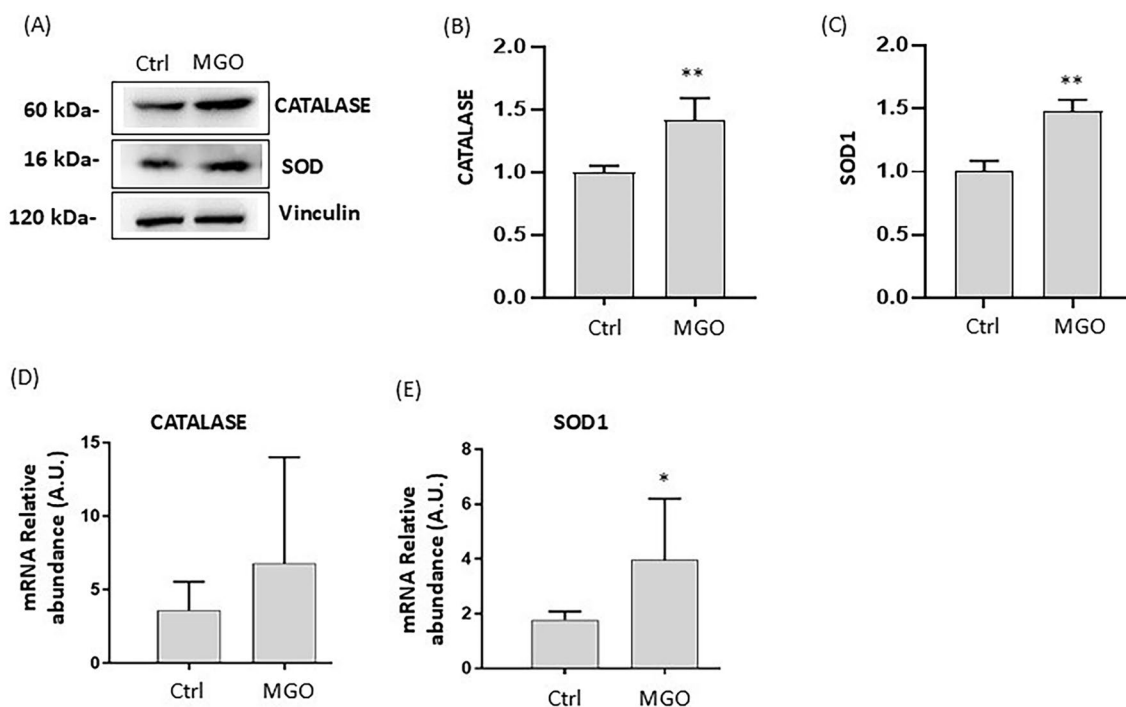 (A)
Ctrl MGO
60 kDa- CATALASE
16 kDa- SOD
120 kDa- Vinculin
(B)
CATALASE
2.0
**
1.5
1.0
0.5
0.0
Ctrl MGO
(C)
SOD1
2.0
**
1.5
1.0
0.5
0.0
Ctrl MGO
(D)
CATALASE
mRNA Relative
abundance (A.U.)
15
10
5
0
Ctrl MGO
(E)
SOD1
mRNA Relative
abundance (A.U.)
8
*
6
4
2
0
Ctrl MGO